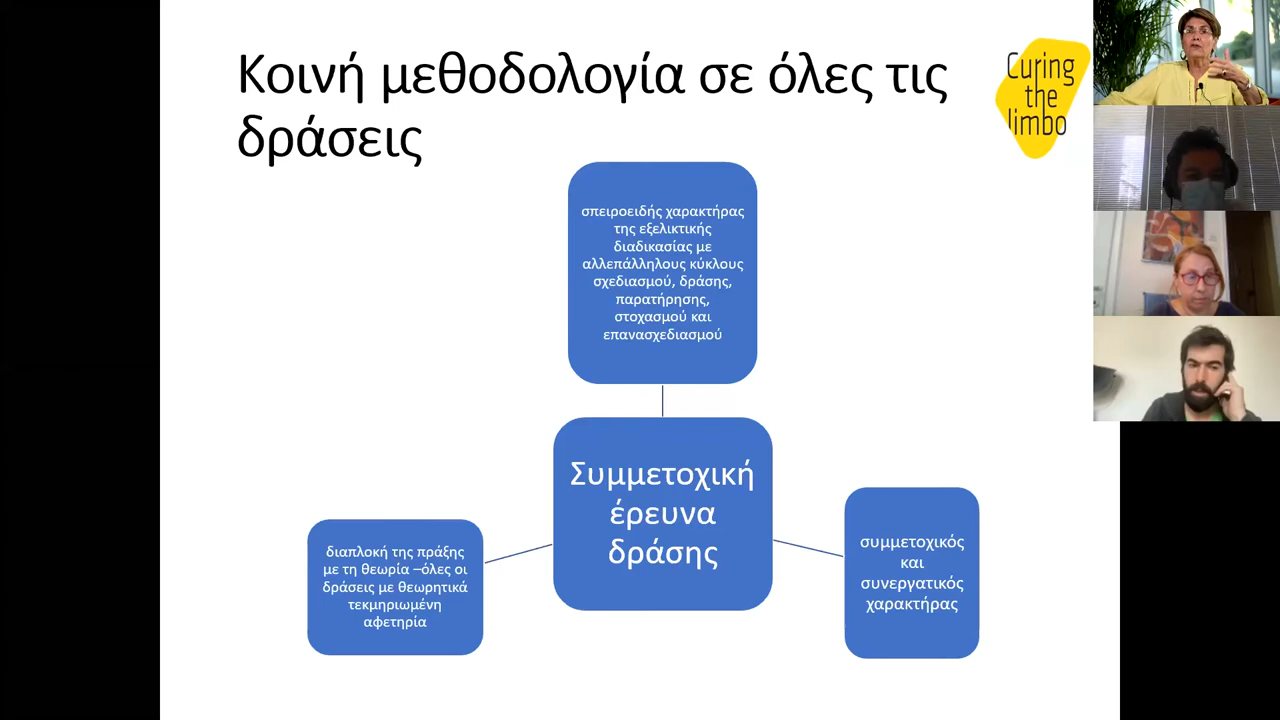 Κοινή μεθοδολογία σε όλες τις
δράσεις
Curing
the
limbo
σπειροειδής χαρακτήρας
της εξελικτικής
διαδικασίας με
αλλεπάλληλους κύκλους
σχεδιασμού, δράσης,
παρατήρησης,
στοχασμού και
επανασχεδιασμού
Συμμετοχική
έρευνα
δράσης
διαπλοκή της πράξης
με τη θεωρία –όλες οι
δράσεις με θεωρητικά
τεκμηριωμένη
αφετηρία
συμμετοχικός
και
συνεργατικός
χαρακτήρας